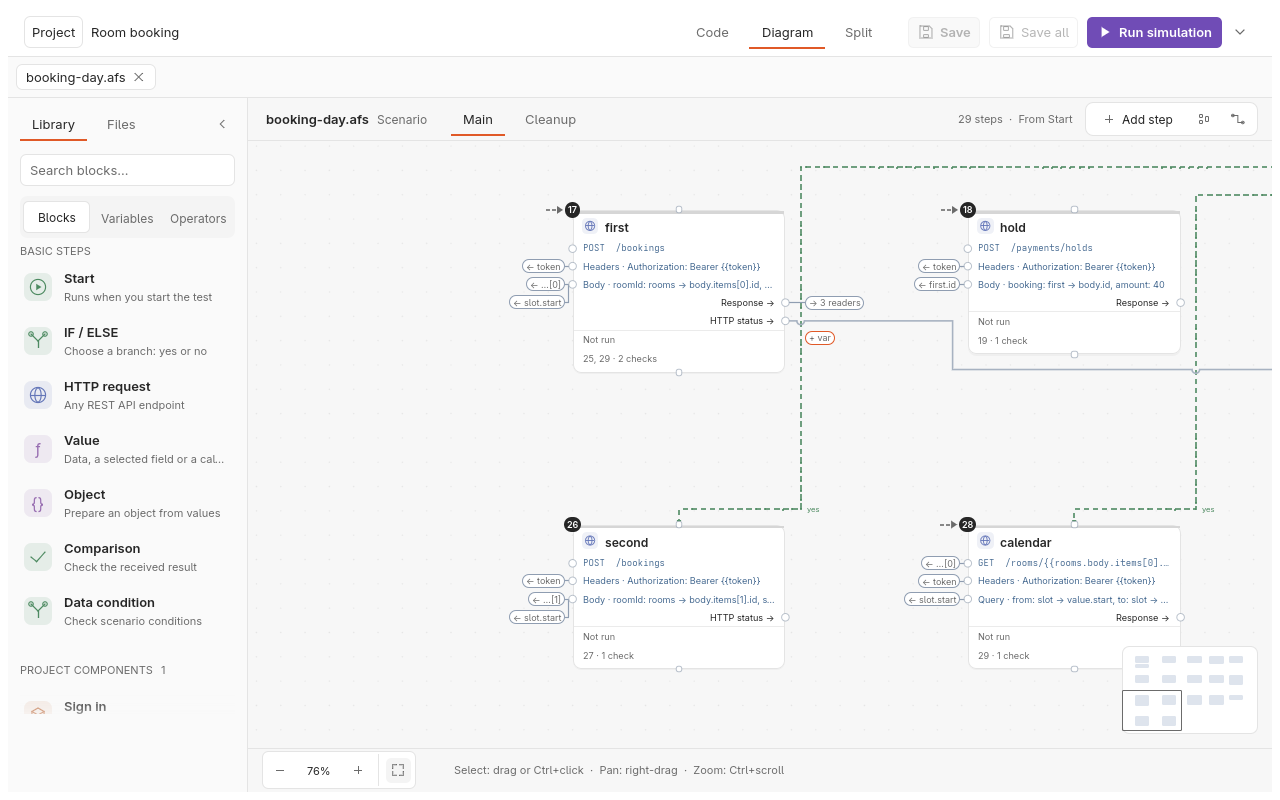 Project
Room booking
Code
Diagram
Split
Save
Save all
Run simulation
booking-day.afs
Library
Files
booking-day.afs Scenario
Main
Cleanup
29 steps · From Start
+ Add step
Search blocks...
Blocks
Variables
Operators
BASIC STEPS
Start
Runs when you start the test
IF / ELSE
Choose a branch: yes or no
HTTP request
Any REST API endpoint
Value
Data, a selected field or a cal...
Object
Prepare an object from values
Comparison
Check the received result
Data condition
Check scenario conditions
PROJECT COMPONENTS 1
Sign in
17
first
POST /bookings
← token
Headers · Authorization: Bearer {{token}}
← ...[0]
Body · roomId: rooms → body.items[0].id, ...
← slot.start
Response →
→ 3 readers
HTTP status →
+ var
Not run
25, 29 · 2 checks
18
hold
POST /payments/holds
← token
Headers · Authorization: Bearer {{token}}
← first.id
Body · booking: first → body.id, amount: 40
Response →
Not run
19 · 1 check
yes
26
second
POST /bookings
← token
Headers · Authorization: Bearer {{token}}
← ...[1]
Body · roomId: rooms → body.items[1].id, s...
← slot.start
HTTP status →
Not run
27 · 1 check
yes
28
calendar
← ...[0]
GET /rooms/{{rooms.body.items[0]...
← token
Headers · Authorization: Bearer {{token}}
← slot.start
Query · from: slot → value.start, to: slot → ...
Response →
Not run
29 · 1 check
− 76% +
Select: drag or Ctrl+click · Pan: right-drag · Zoom: Ctrl+scroll